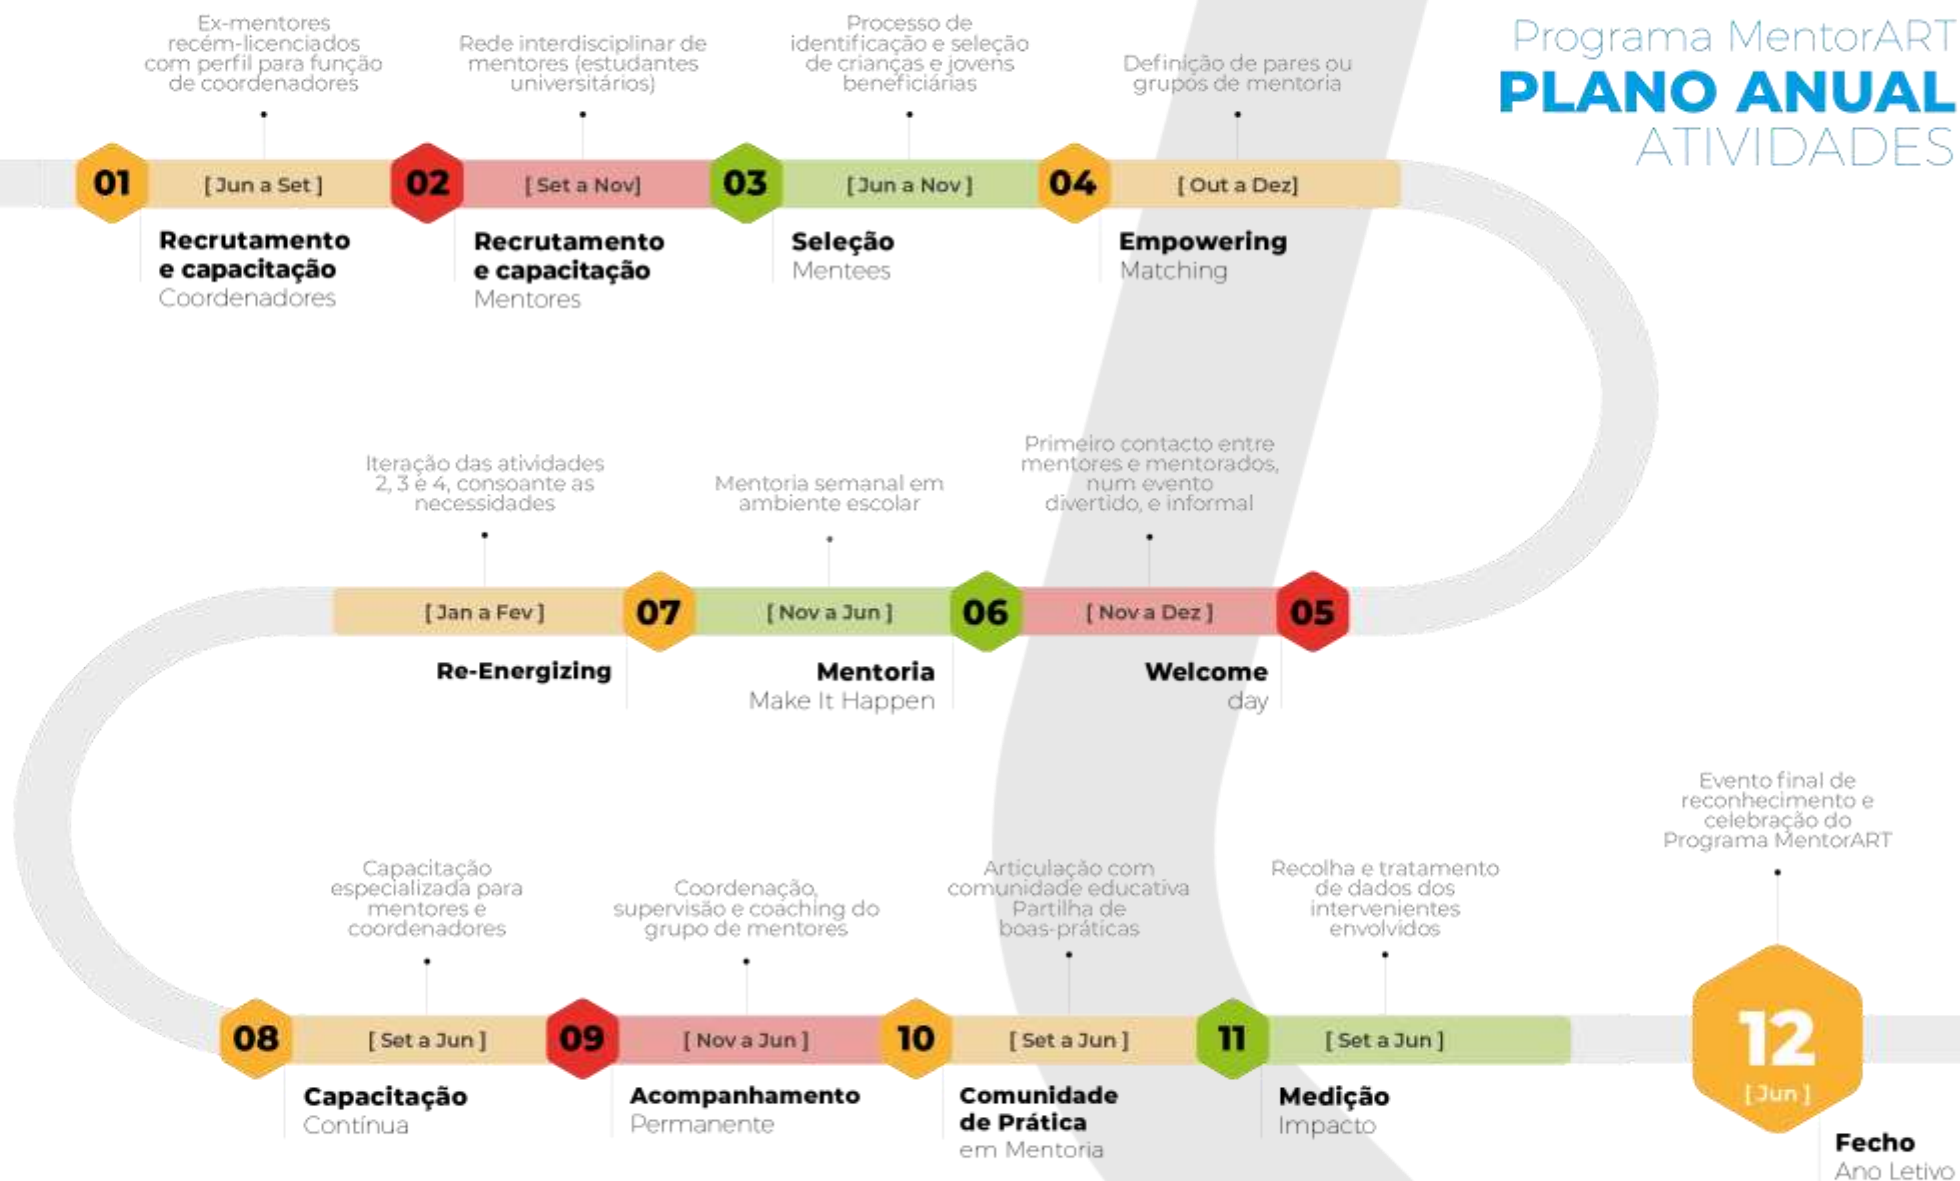 Programa MentorART
PLANO ANUAL
ATIVIDADES
Ex-mentores
recém-licenciados
com perfil para função
de coordenadores
01
[ Jun a Set ]
Recrutamento
e capacitação
Coordenadores
Rede interdisciplinar de
mentores (estudantes
universitários)
02
[ Set a Nov]
Recrutamento
e capacitação
Mentores
Processo de
identificação e seleção
de crianças e jovens
beneficiárias
03
[ Jun a Nov ]
Seleção
Mentees
Definição de pares ou
grupos de mentoria
04
[ Out a Dez]
Empowering
Matching
Primeiro contacto entre
mentores e mentorados,
num evento
divertido, e informal
05
[ Nov a Dez ]
Welcome
day
Mentoria semanal em
ambiente escolar
06
[ Nov a Jun ]
Mentoria
Make It Happen
Iteração das atividades
2, 3 e 4, consoante as
necessidades
07
[ Jan a Fev ]
Re-Energizing
Capacitação
especializada para
mentores e
coordenadores
08
[ Set a Jun ]
Capacitação
Contínua
Coordenação,
supervisão e coaching do
grupo de mentores
09
[ Nov a Jun ]
Acompanhamento
Permanente
Articulação com
comunidade educativa
Partilha de
boas-práticas
10
[ Set a Jun ]
Comunidade
de Prática
em Mentoria
Recolha e tratamento
de dados dos
intervenientes
envolvidos
11
[ Set a Jun ]
Medição
Impacto
Evento final de
reconhecimento e
celebração do
Programa MentorART
12
[ Jun ]
Fecho
Ano Letivo